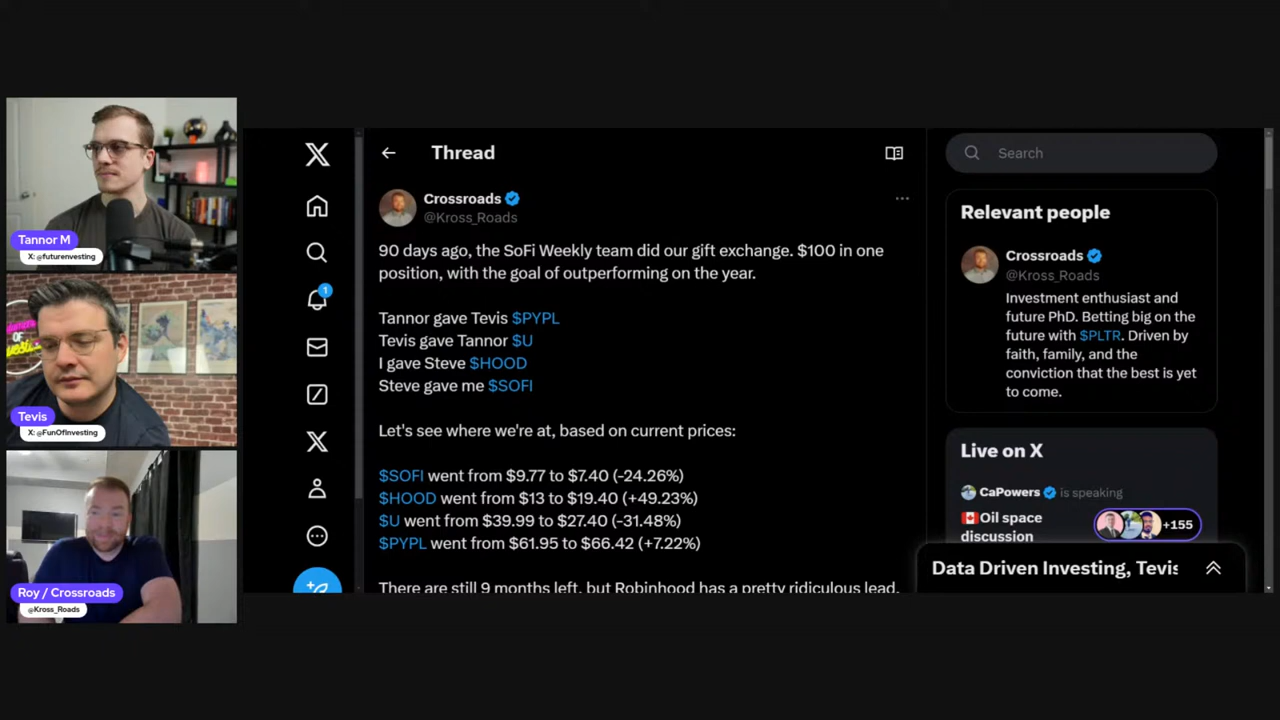 Tannor M
X: @futurenvesting
OF
Tevis
X: @FunOfInvesting
Roy / Crossroads
@Kross_Roads
1
Thread
Crossroads
@Kross_Roads
90 days ago, the SoFi Weekly team did our gift exchange. $100 in one
position, with the goal of outperforming on the year.
Tannor gave Tevis $PYPL
Tevis gave Tannor $U
I gave Steve $HOOD
Steve gave me $SOFI
Let's see where we're at, based on current prices:
$SOFI went from $9.77 to $7.40 (-24.26%)
$HOOD went from $13 to $19.40 (+49.23%)
$U went from $39.99 to $27.40 (-31.48%)
$PYPL went from $61.95 to $66.42 (+7.22%)
There are still 9 months left, but Robinhood has a pretty ridiculous lead.
Search
Relevant people
Crossroads
@Kross_Roads
Investment enthusiast and
future PhD. Betting big on the
future with $PLTR. Driven by
faith, family, and the
conviction that the best is yet
to come.
Live on X
CaPowers is speaking
🇨🇦Oil space
discussion
+155
Data Driven Investing, Tevis